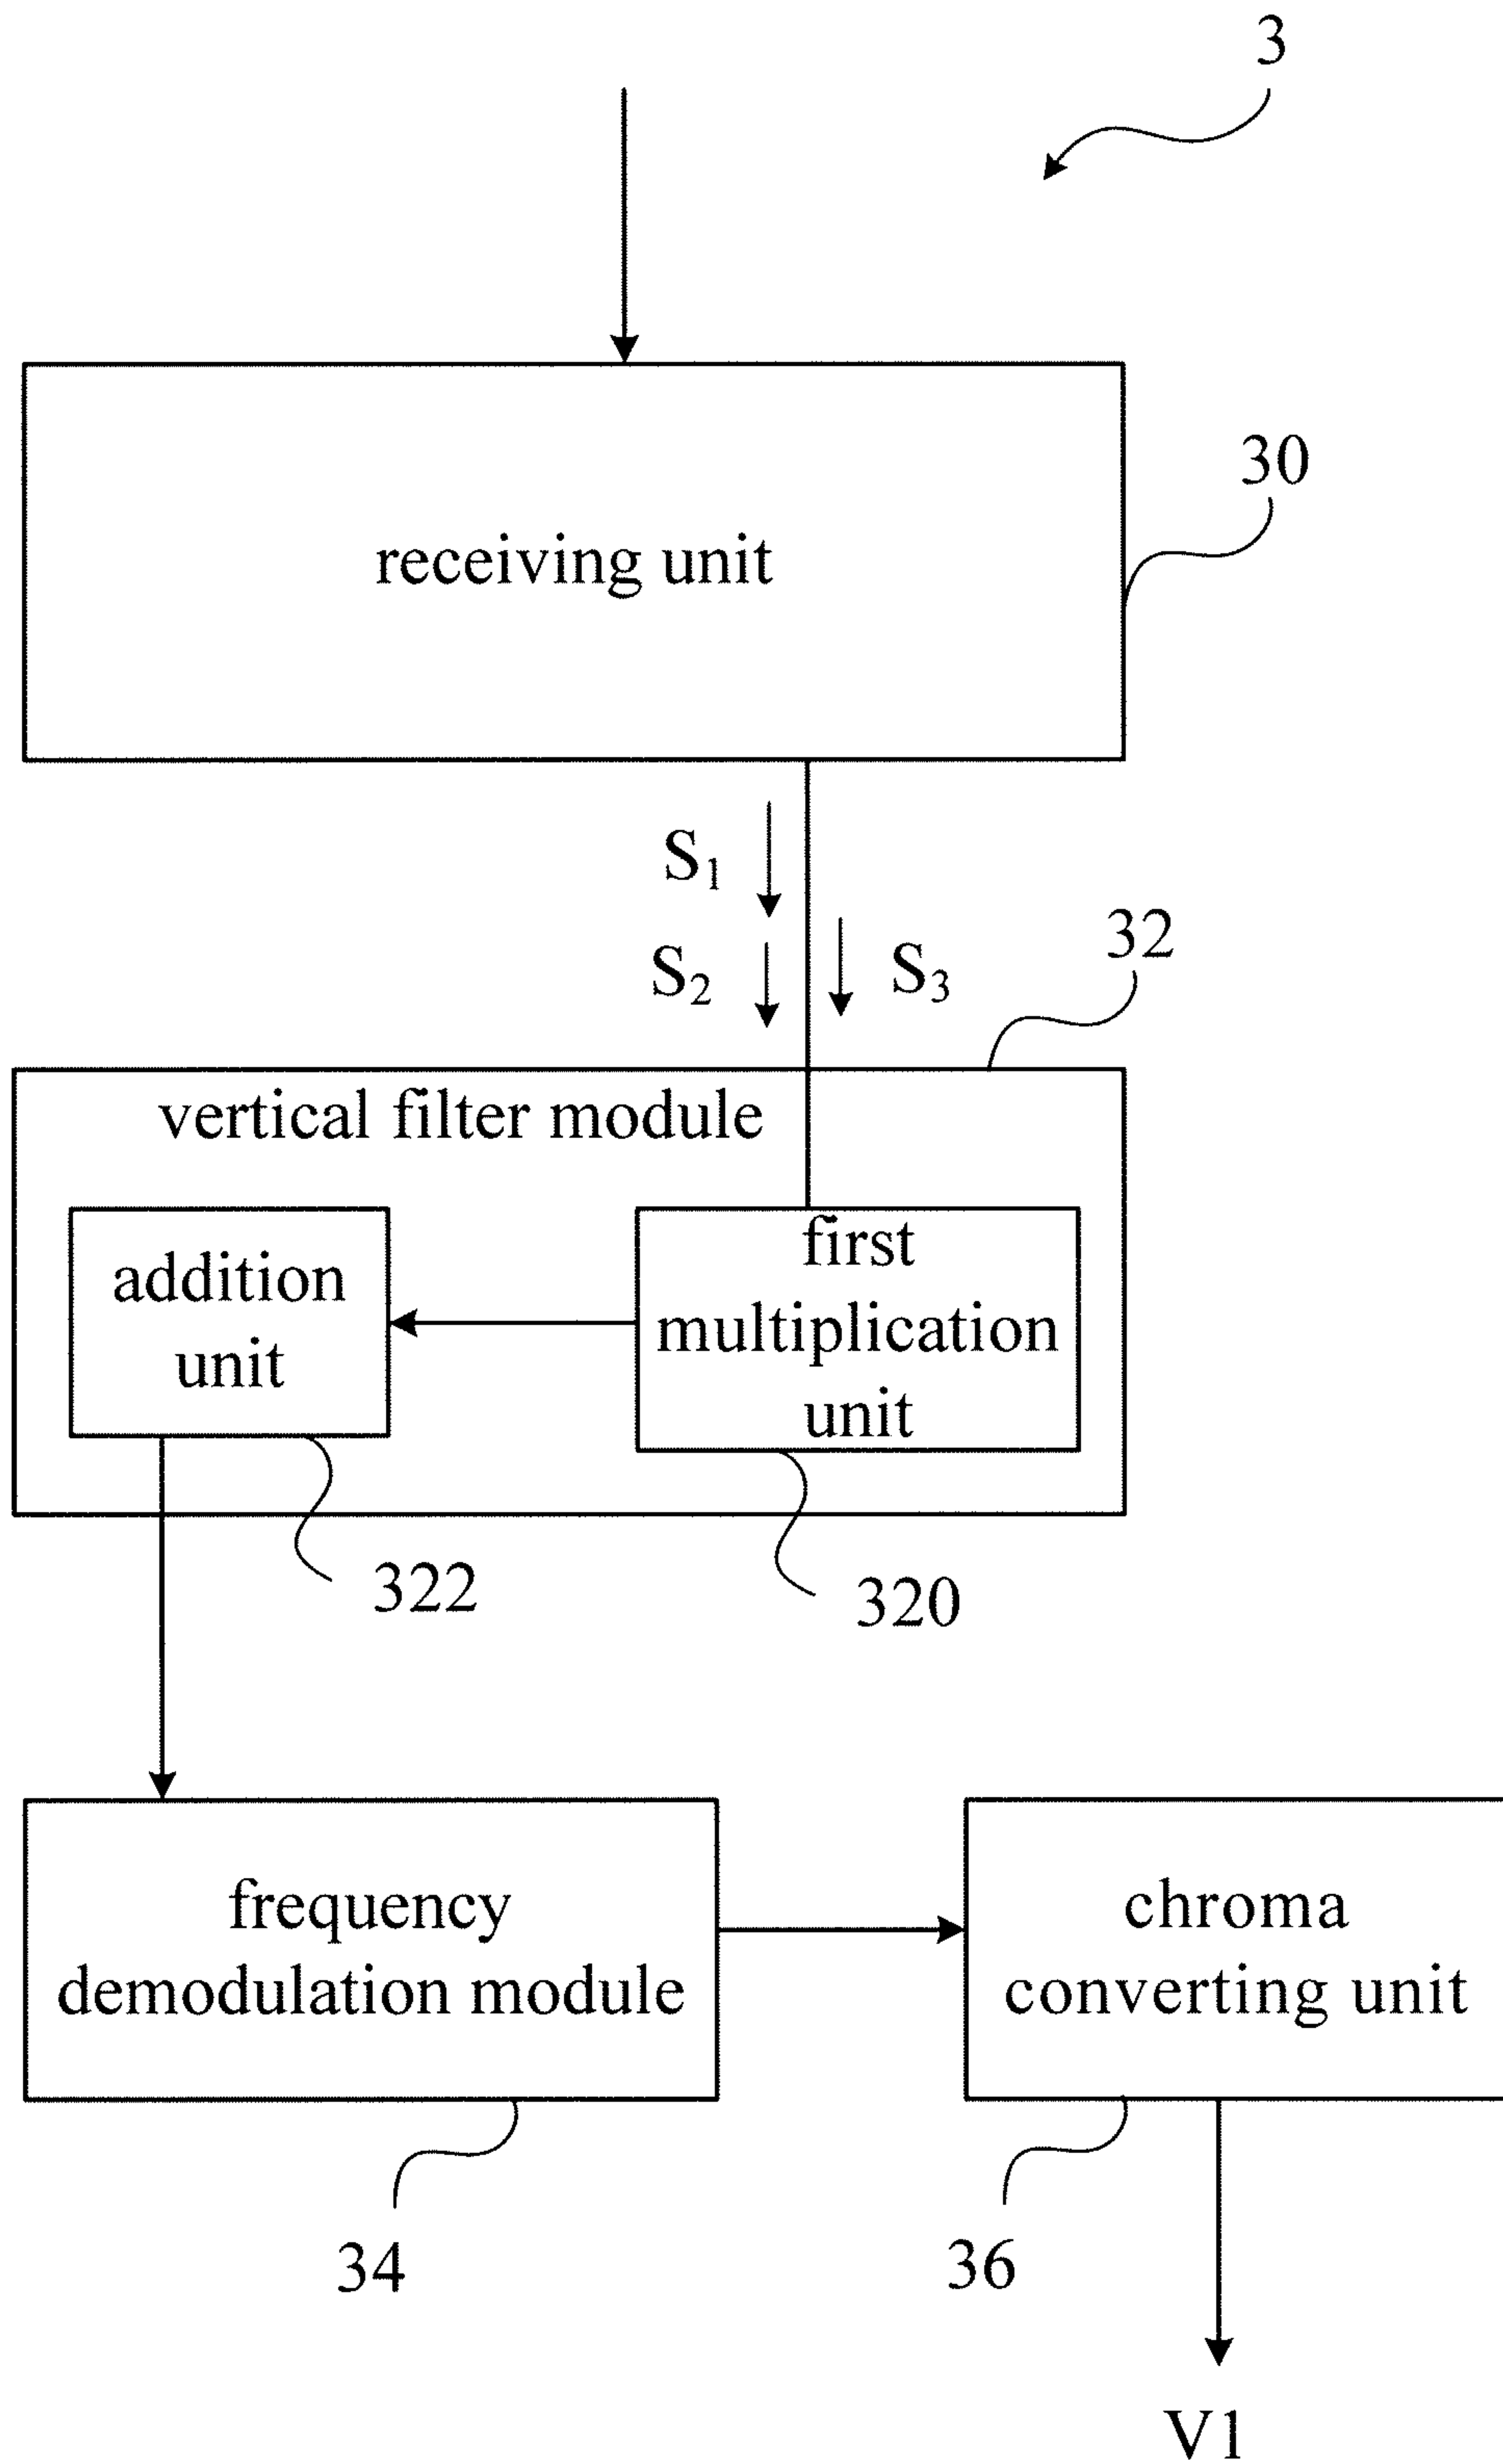 3
30
receiving unit
S₁
S₂
S₃
32
vertical filter module
addition
unit
first
multiplication
unit
322
320
frequency
demodulation module
chroma
converting unit
34
36
V1